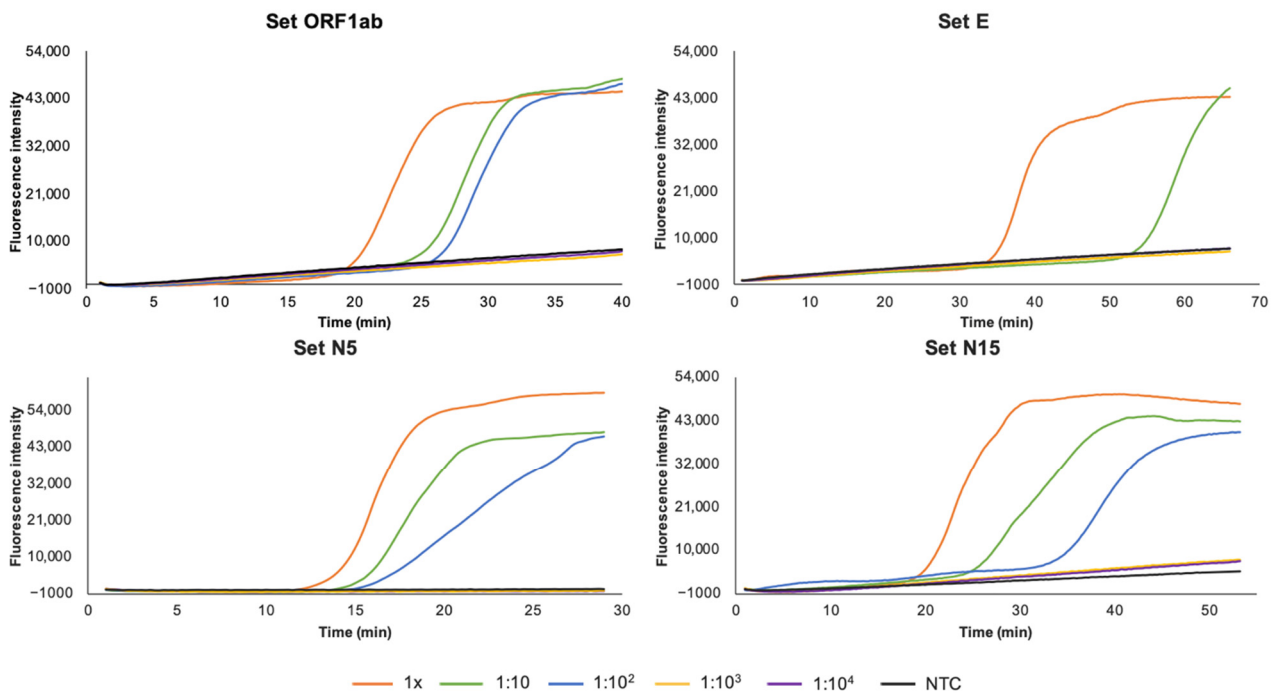 Set ORF1ab
54,000
43,000
32,000
21,000
10,000
−1000
Fluorescence intensity
0 5 10 15 20 25 30 35 40
Time (min)
Set E
54,000
43,000
32,000
21,000
10,000
−1000
Fluorescence intensity
0 10 20 30 40 50 60 70
Time (min)
Set N5
54,000
43,000
32,000
21,000
10,000
−1000
Fluorescence intensity
0 5 10 15 20 25 30
Time (min)
Set N15
54,000
43,000
32,000
21,000
10,000
−1000
Fluorescence intensity
0 10 20 30 40 50
Time (min)
1x 1:10 1:10² 1:10³ 1:10⁴ NTC